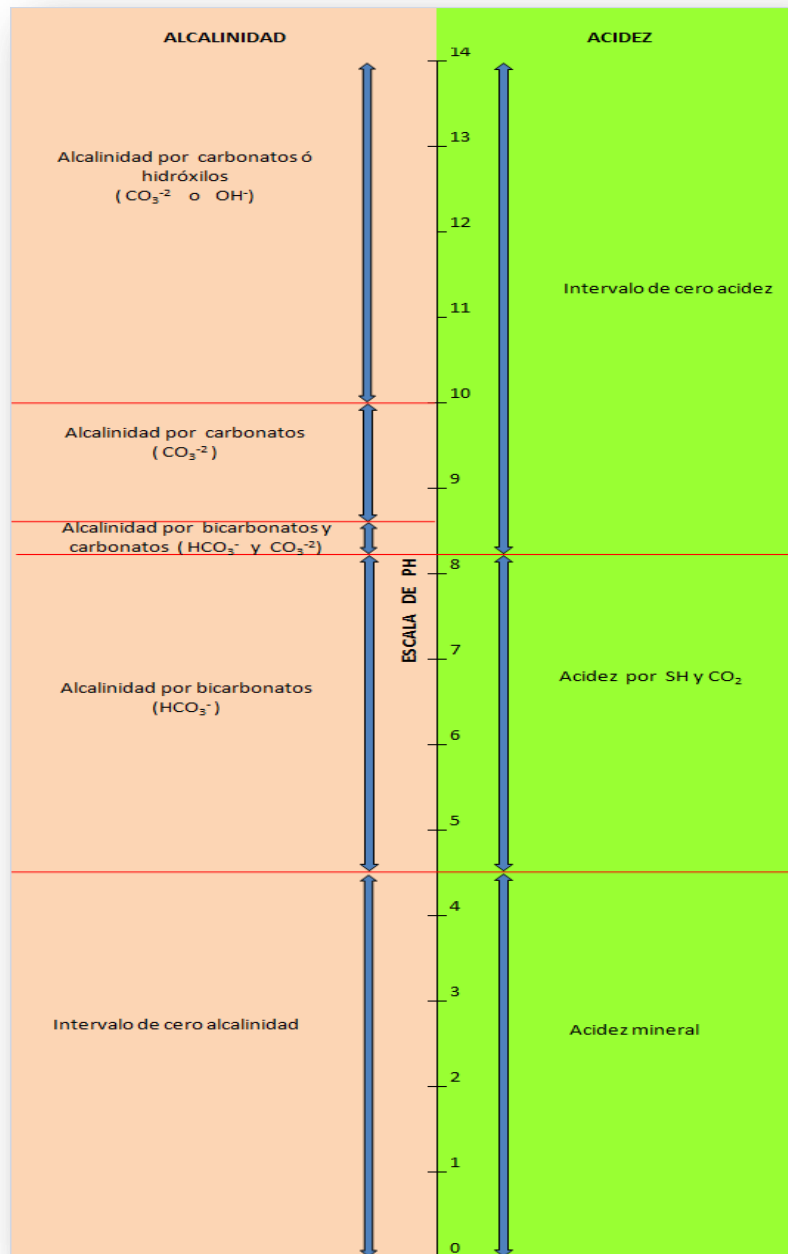 ALCALINIDAD
Alcalinidad por carbonatos ó
hidróxilos
( CO₃⁻² o OH⁻)
Alcalinidad por carbonatos
( CO₃⁻²)
Alcalinidad por bicarbonatos y
carbonatos ( HCO₃⁻ y CO₃⁻²)
Alcalinidad por bicarbonatos
(HCO₃⁻)
Intervalo de cero alcalinidad
ESCALA DE PH
14
13
12
11
10
9
8
7
6
5
4
3
2
1
0
ACIDEZ
Intervalo de cero acidez
Acidez por SH y CO₂
Acidez mineral